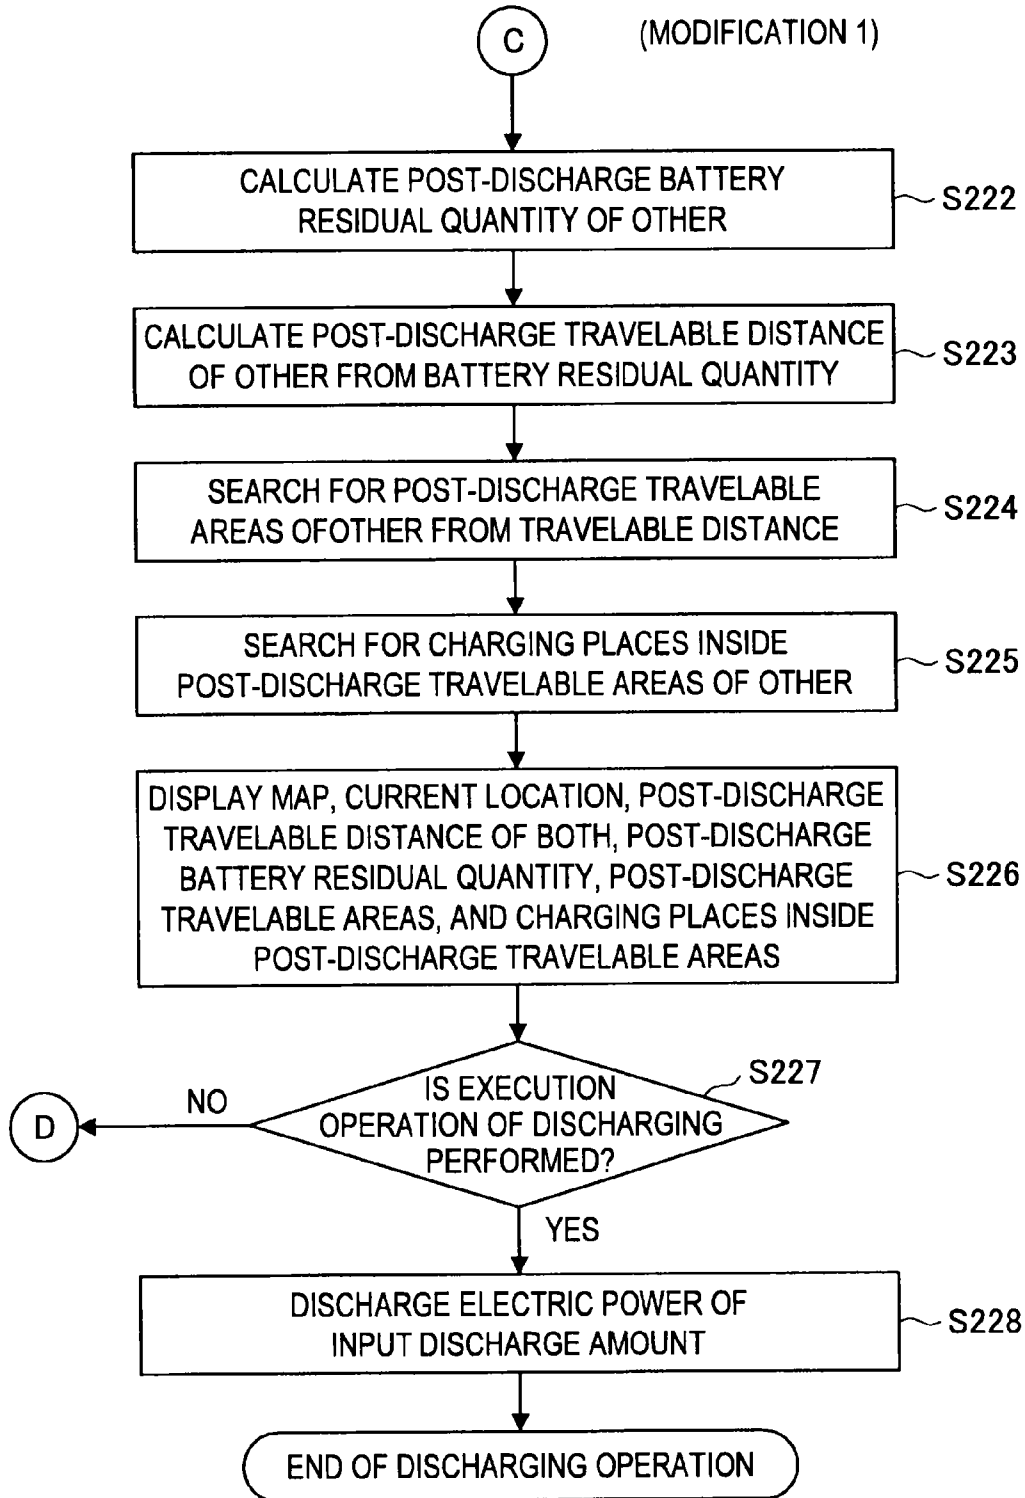 C
(MODIFICATION 1)
CALCULATE POST-DISCHARGE BATTERY
RESIDUAL QUANTITY OF OTHER
S222
CALCULATE POST-DISCHARGE TRAVELABLE DISTANCE
OF OTHER FROM BATTERY RESIDUAL QUANTITY
S223
SEARCH FOR POST-DISCHARGE TRAVELABLE
AREAS OFOTHER FROM TRAVELABLE DISTANCE
S224
SEARCH FOR CHARGING PLACES INSIDE
POST-DISCHARGE TRAVELABLE AREAS OF OTHER
S225
DISPLAY MAP, CURRENT LOCATION, POST-DISCHARGE
TRAVELABLE DISTANCE OF BOTH, POST-DISCHARGE
BATTERY RESIDUAL QUANTITY, POST-DISCHARGE
TRAVELABLE AREAS, AND CHARGING PLACES INSIDE
POST-DISCHARGE TRAVELABLE AREAS
S226
IS EXECUTION
OPERATION OF DISCHARGING
PERFORMED?
S227
NO
D
YES
DISCHARGE ELECTRIC POWER OF
INPUT DISCHARGE AMOUNT
S228
END OF DISCHARGING OPERATION